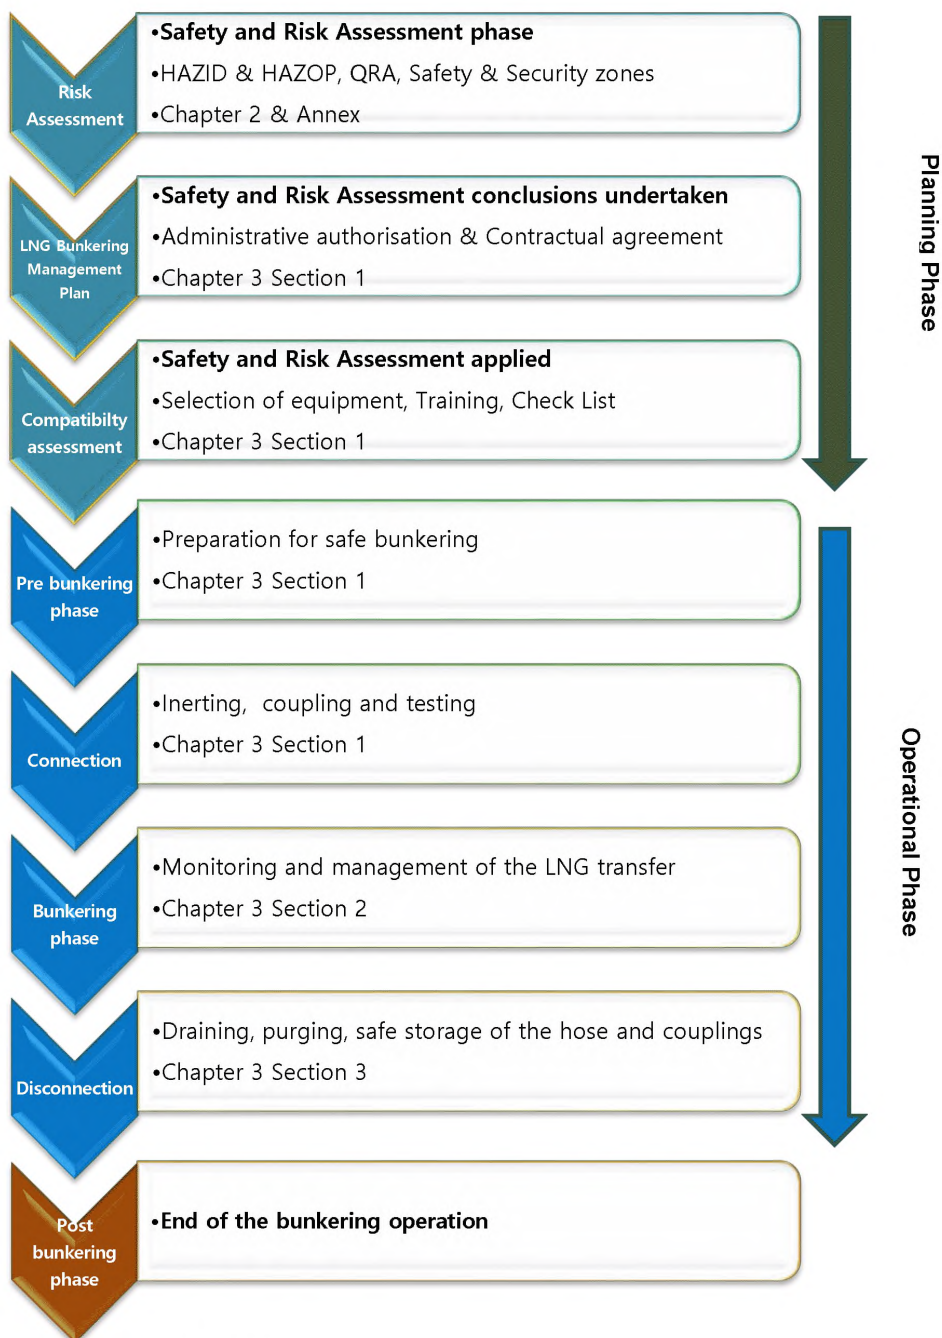 Risk
Assessment
•Safety and Risk Assessment phase
•HAZID & HAZOP, QRA, Safety & Security zones
•Chapter 2 & Annex
LNG Bunkering
Management
Plan
•Safety and Risk Assessment conclusions undertaken
•Administrative authorisation & Contractual agreement
•Chapter 3 Section 1
Compatibilty
assessment
•Safety and Risk Assessment applied
•Selection of equipment, Training, Check List
•Chapter 3 Section 1
Planning Phase
Pre bunkering
phase
•Preparation for safe bunkering
•Chapter 3 Section 1
Connection
•Inerting,  coupling and testing
•Chapter 3 Section 1
Bunkering
phase
•Monitoring and management of the LNG transfer
•Chapter 3 Section 2
Disconnection
•Draining, purging, safe storage of the hose and couplings
•Chapter 3 Section 3
Operational Phase
Post
bunkering
phase
•End of the bunkering operation